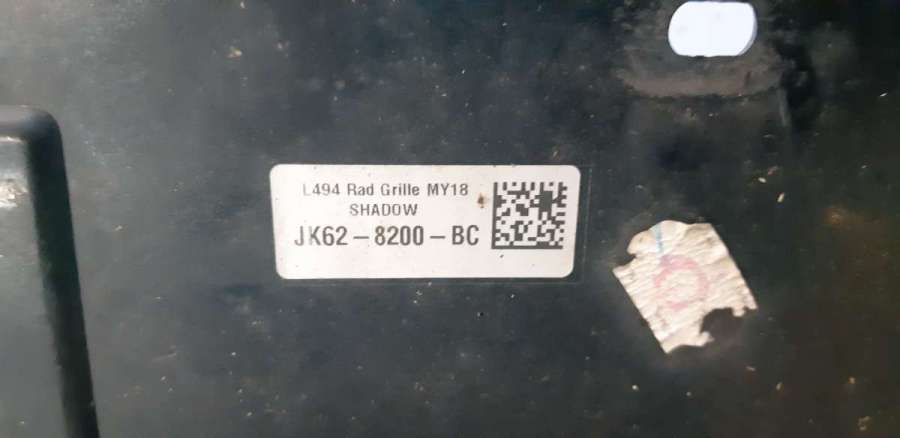 L494 Rad Grille MY18
SHADOW
JK62-8200-BC